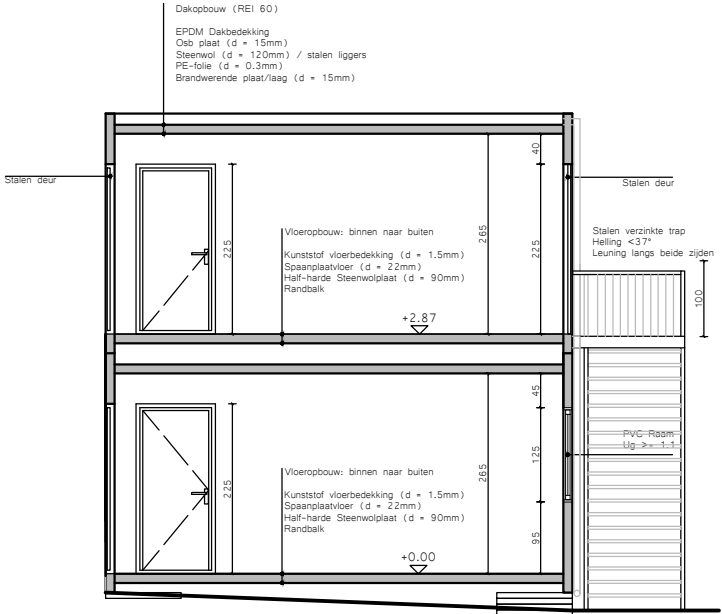 Dakopbouw (REI 60)
EPDM Dakbedekking
Osb plaat (d = 15mm)
Steenwol (d = 120mm) / stalen liggers
PE-folie (d = 0.3mm)
Brandwerende plaat/laag (d = 15mm)
40
Stalen deur
Stalen deur
225
Vloeropbouw: binnen naar buiten
Kunststof vloerbedekking (d = 1.5mm)
Spaanplaatvloer (d = 22mm)
Half-harde Steenwolplaat (d = 90mm)
Randbalk
265
225
Stalen verzinkte trap
Helling <37°
Leuning langs beide zijden
100
+2.87
45
225
Vloeropbouw: binnen naar buiten
Kunststof vloerbedekking (d = 1.5mm)
Spaanplaatvloer (d = 22mm)
Half-harde Steenwolplaat (d = 90mm)
Randbalk
265
125
PVC Raam
Ug >= 1.1
95
+0.00